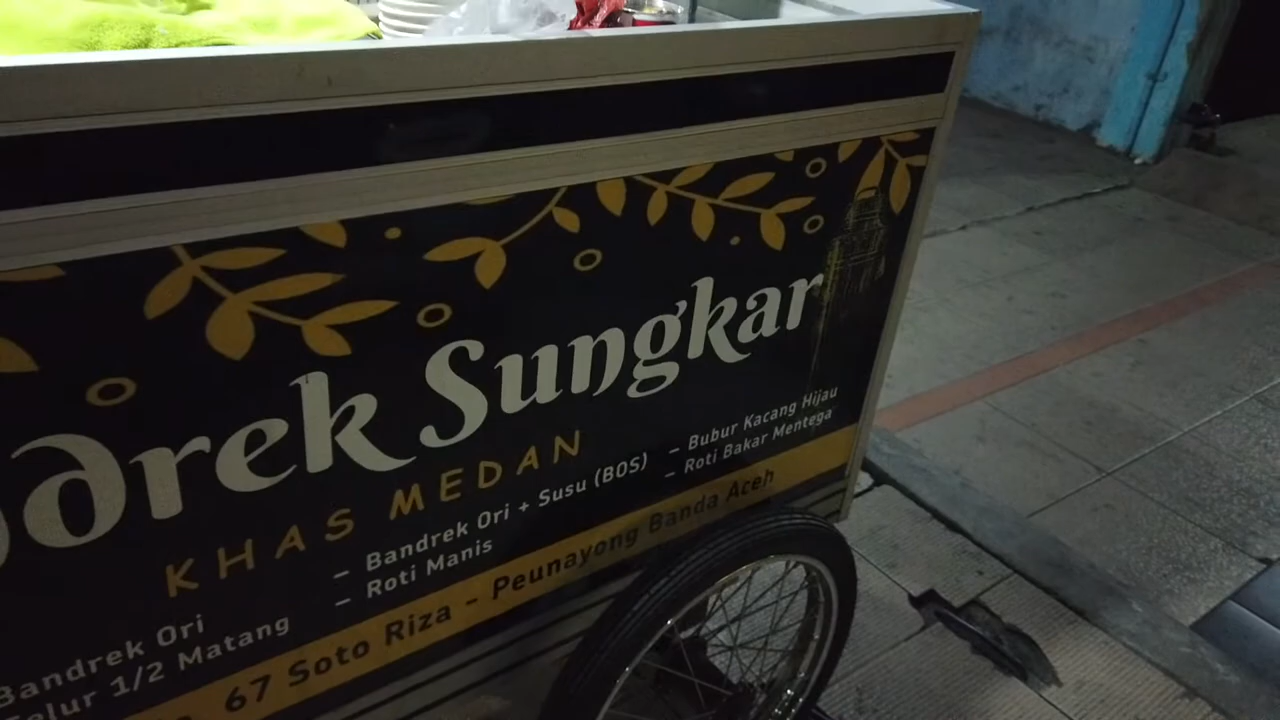 drek Sungkar
KHAS MEDAN
Bandrek Ori
– Bandrek Ori + Susu (BOS)
– Bubur Kacang Hijau
Telur 1/2 Matang
– Roti Manis
– Roti Bakar Mentega
67 Soto Riza - Peunayong Banda Aceh